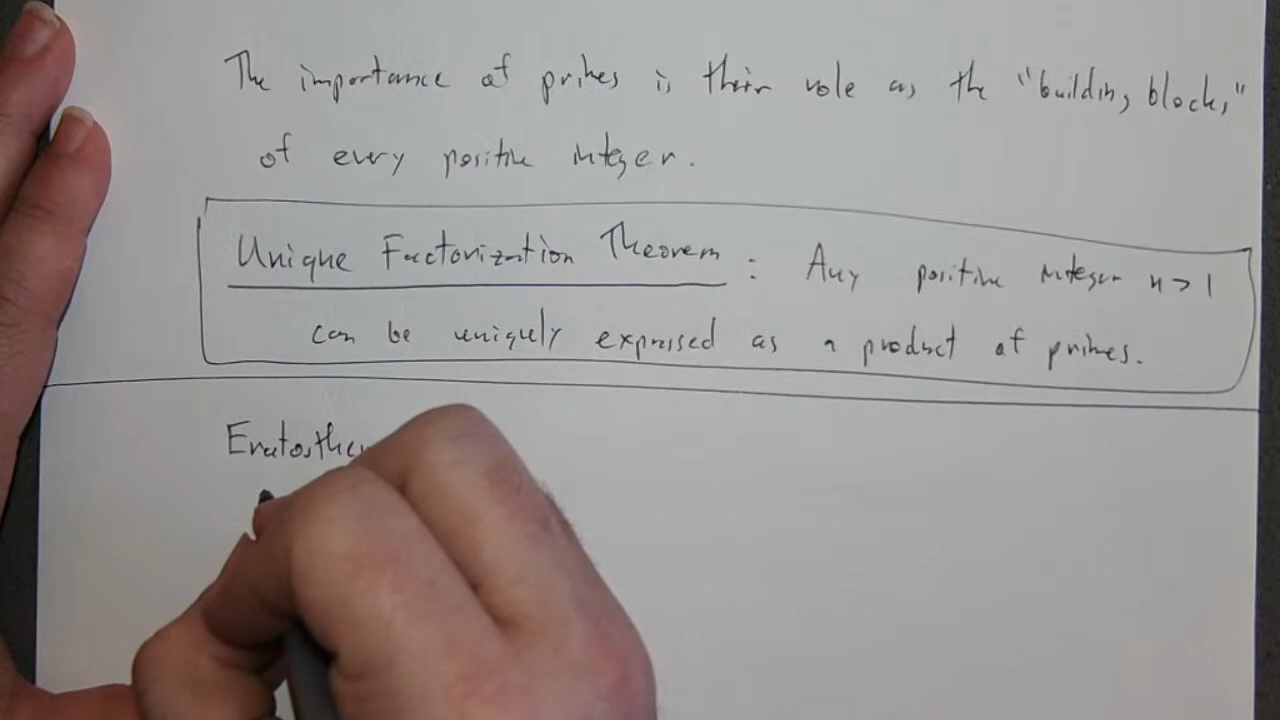 The importance of primes is their role as the "building blocks"
of every positive integer.
Unique Factorization Theorem : Any positive integer n > 1
can be uniquely expressed as a product of primes.